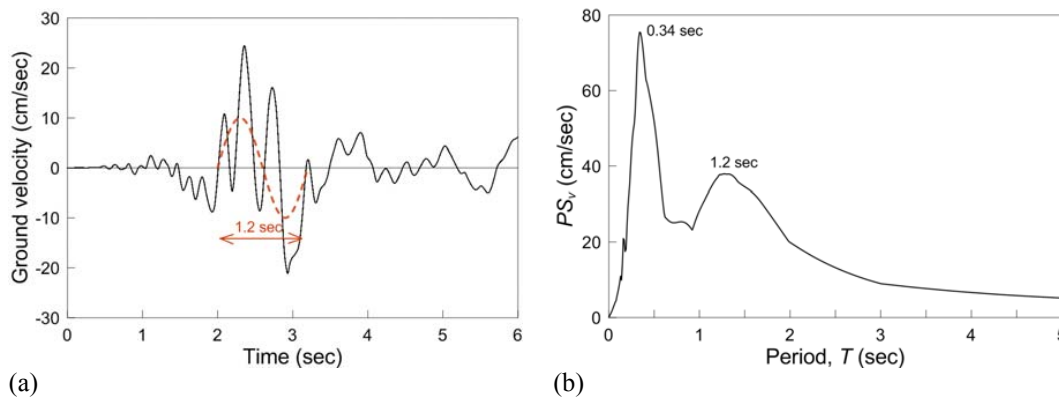 30
20
10
0
-10
-20
-30
Ground velocity (cm/sec)
1.2 sec
0 1 2 3 4 5 6
Time (sec)
(a)
80
60
40
20
0
PSv (cm/sec)
0.34 sec
1.2 sec
0 1 2 3 4 5
Period, T (sec)
(b)